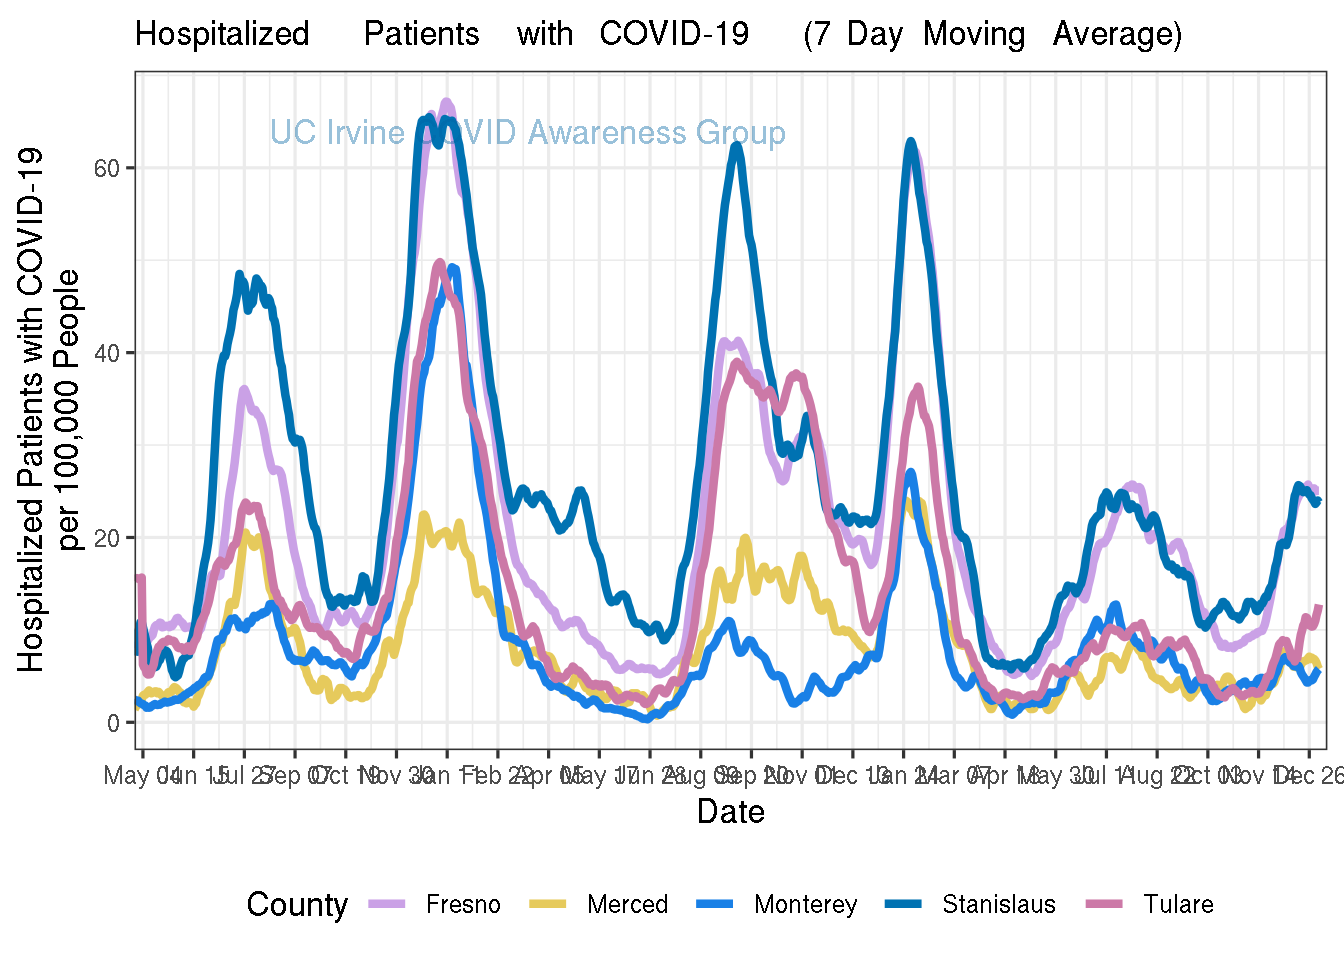 Hospitalized Patients with COVID-19 (7 Day Moving Average)
UC Irvine COVID Awareness Group
Hospitalized Patients with COVID-19
per 100,000 People
60
40
20
0
May 04 Jun 15 Jul 27 Sep 07 Oct 19 Nov 30 Jan 11 Feb 22 Apr 05 May 17 Jun 28 Aug 09 Sep 20 Nov 01 Dec 13 Jan 24 Mar 07 Apr 18 May 30 Jul 11 Aug 22 Oct 03 Nov 14 Dec 26
Date
County Fresno Merced Monterey Stanislaus Tulare